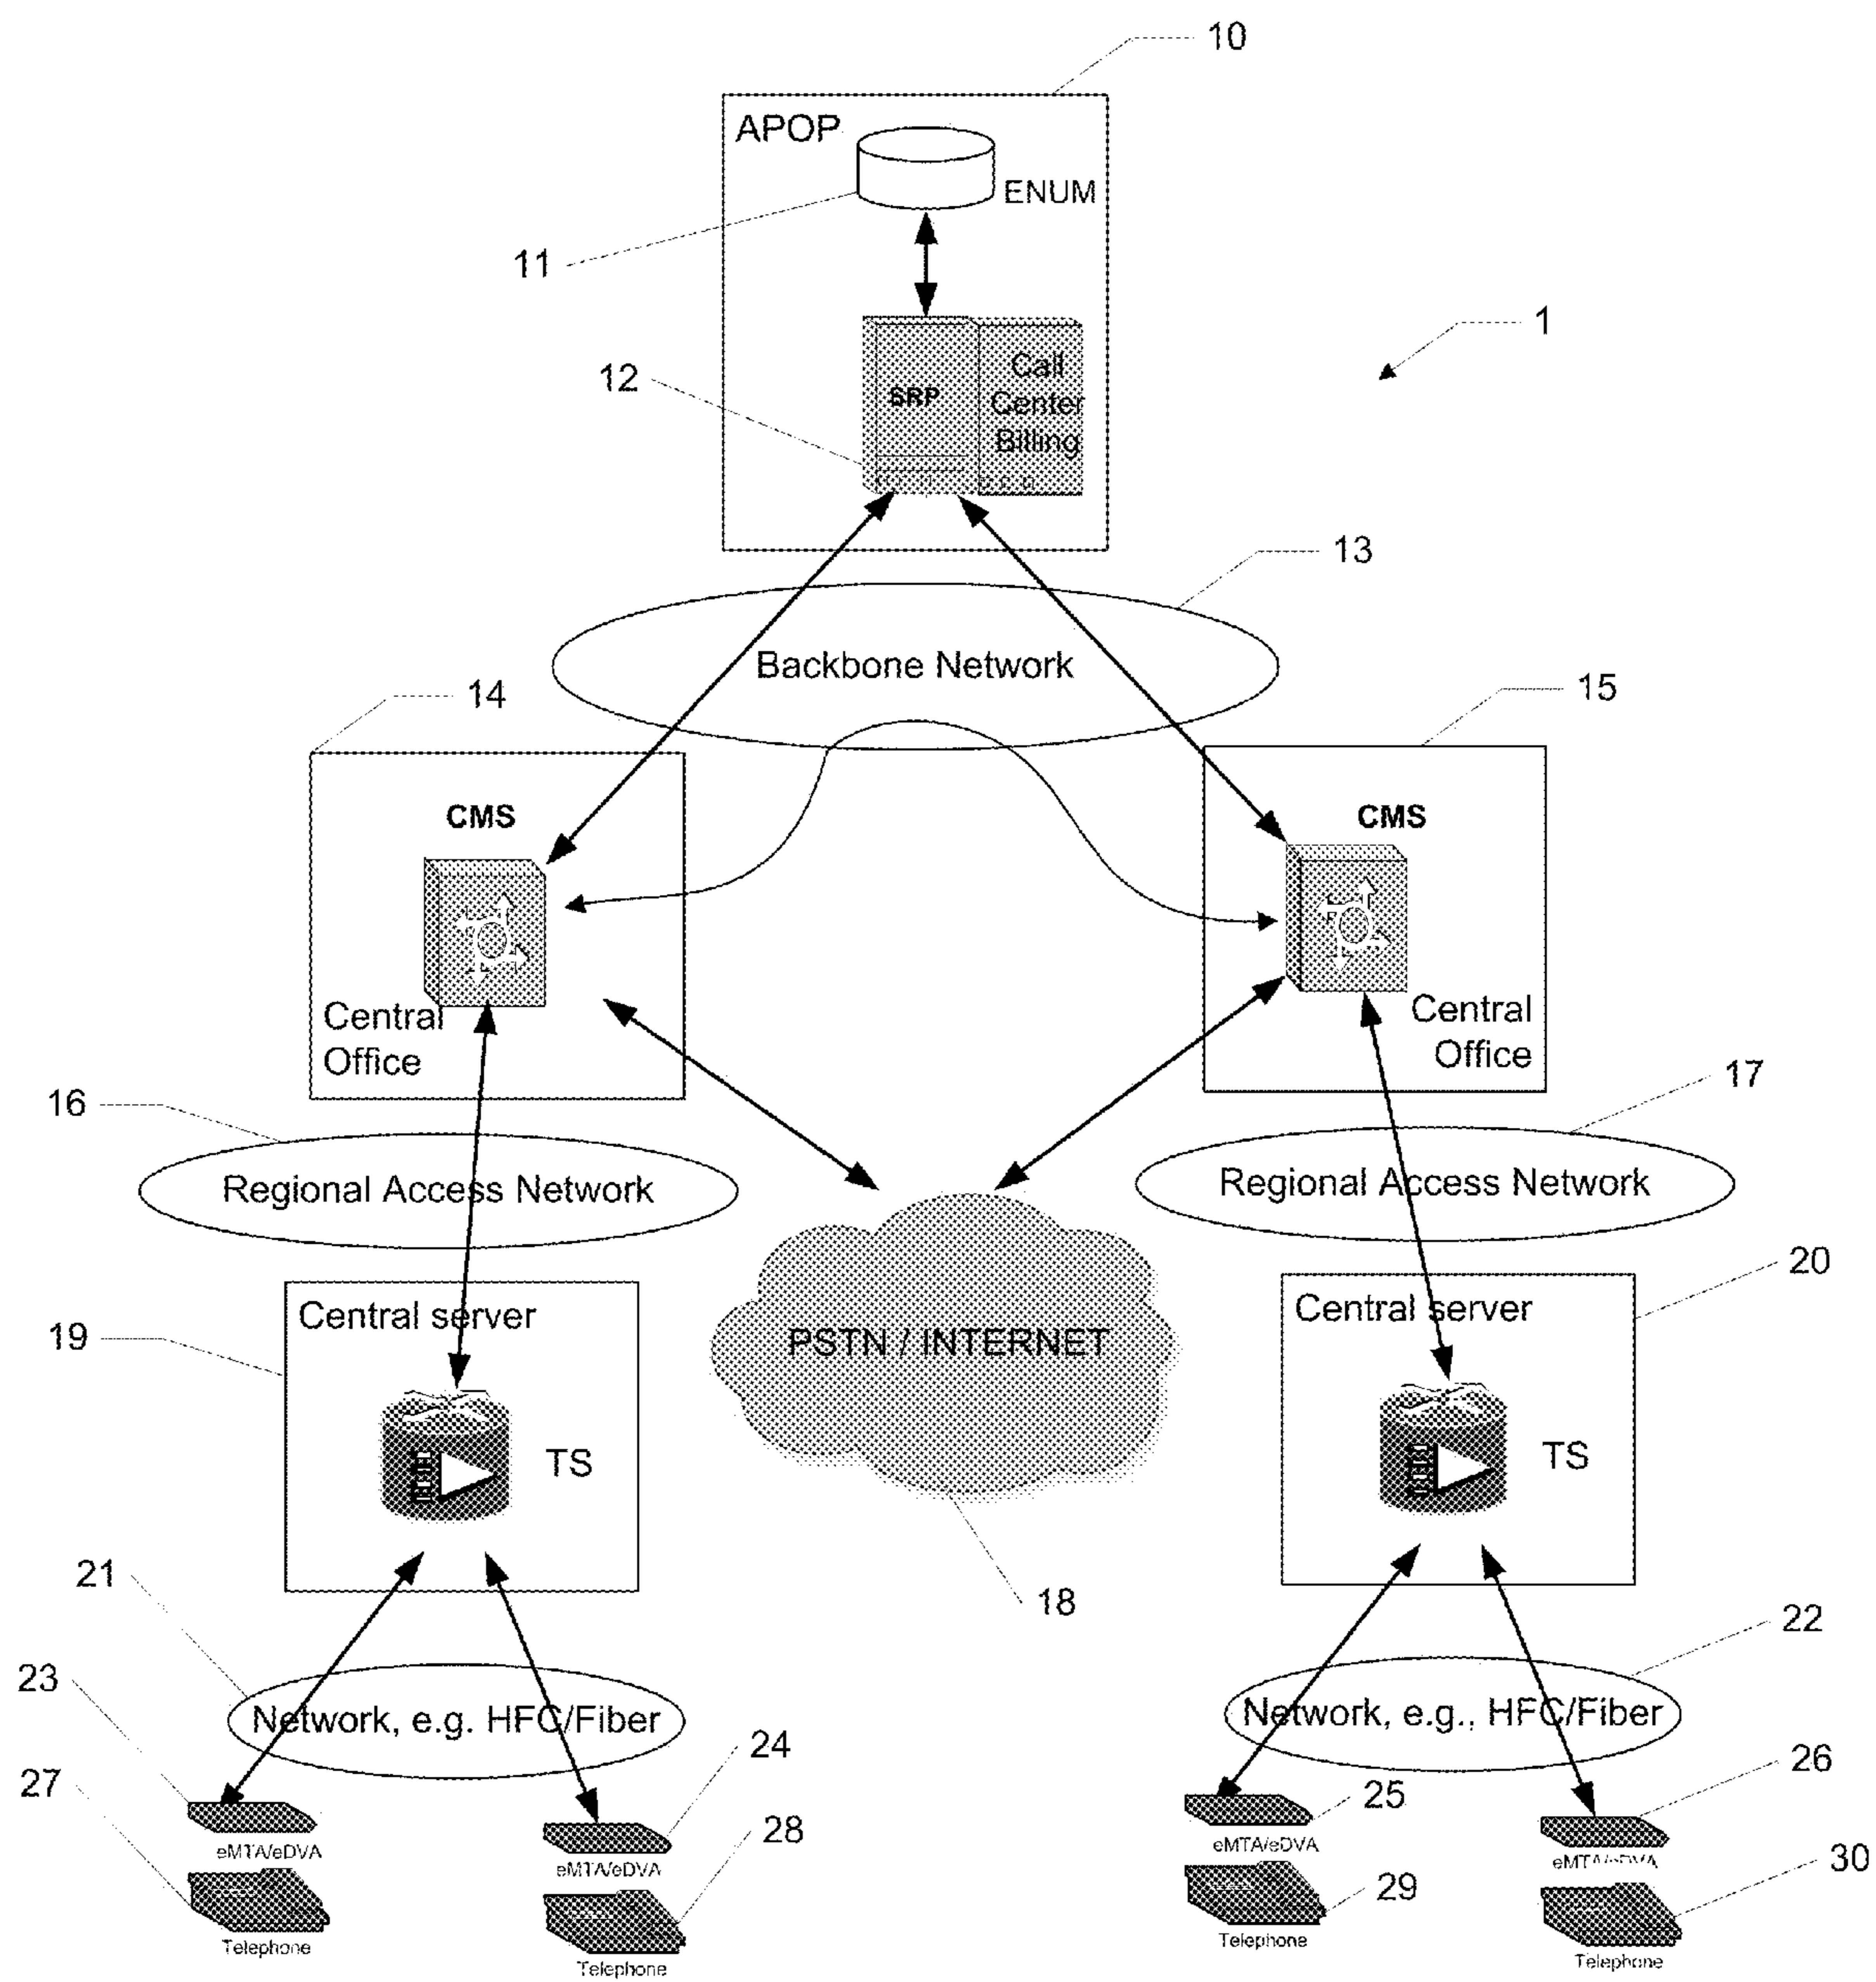 10
APOP
ENUM
11
1
12
SRP
Call
Center
Billing
13
Backbone Network
14
15
CMS
CMS
Central
Office
Central
Office
16
17
Regional Access Network
Regional Access Network
20
Central server
Central server
19
PSTN / INTERNET
TS
TS
21
18
22
23
Network, e.g. HFC/Fiber
Network, e.g., HFC/Fiber
24
26
27
25
eMTA/eDVA
28
eMTA/eDVA
eMTA/eDVA
eMTA/eDVA
30
29
Telephone
Telephone
Telephone
Telephone